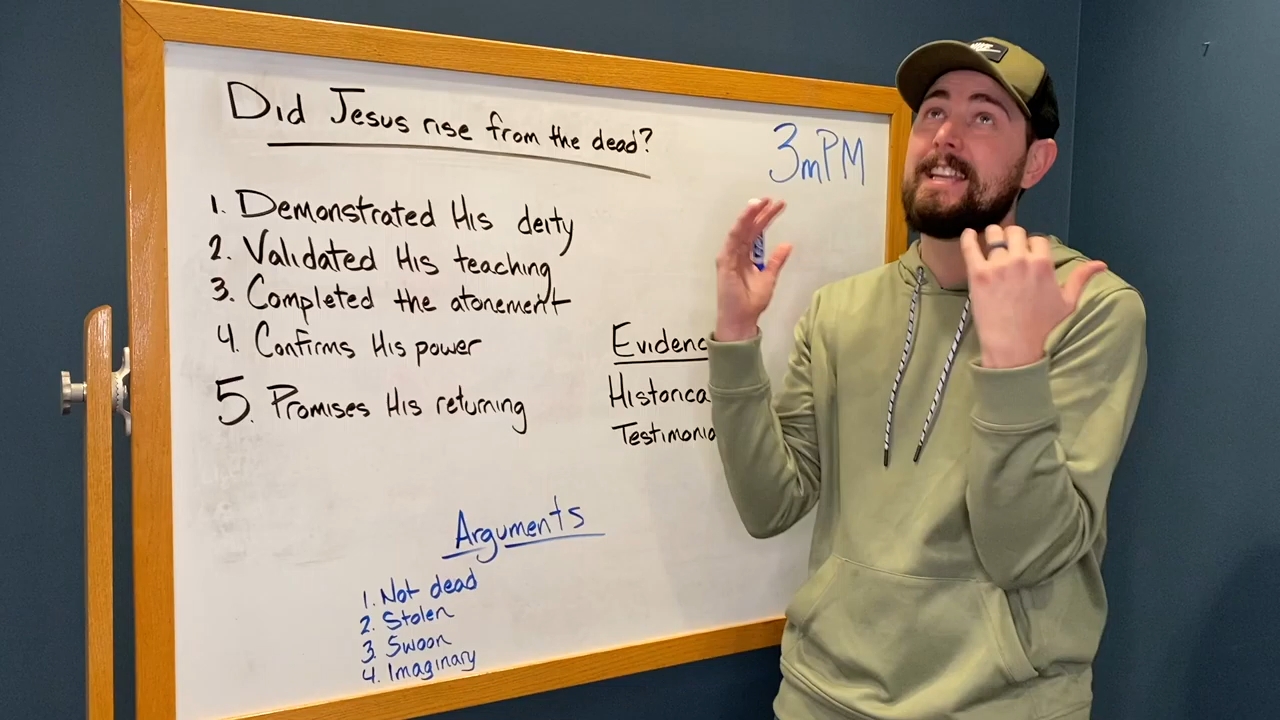 Did Jesus rise from the dead?
3mPM
1. Demonstrated His deity
2. Validated His teaching
3. Completed the atonement
4. Confirms His power
5. Promises His returning
Evidenc
Historica
Testimonia
Arguments
1. Not dead
2. Stolen
3. Swoon
4. Imaginary